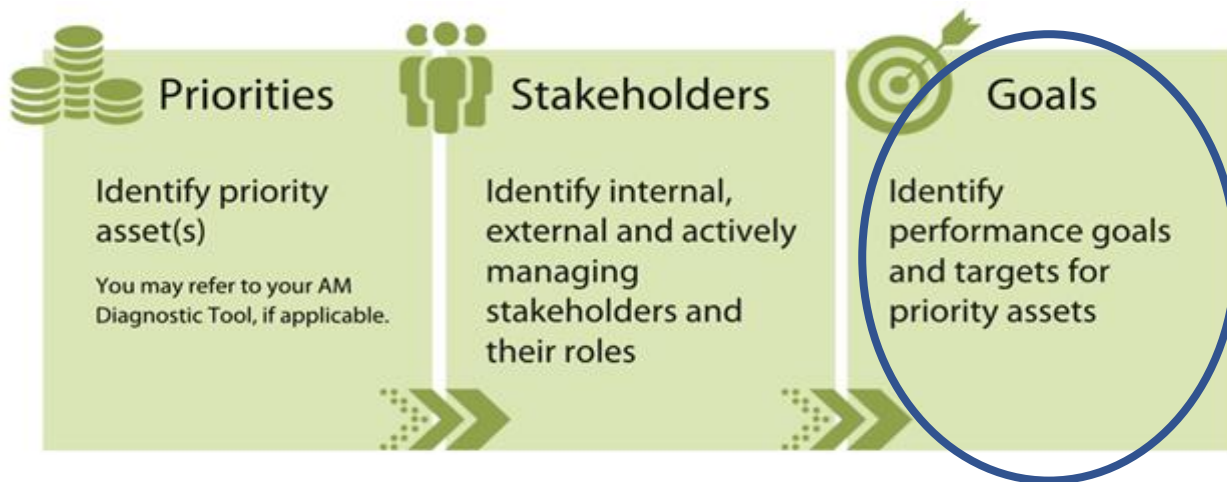 Priorities
Identify priority
asset(s)
You may refer to your AM
Diagnostic Tool, if applicable.
Stakeholders
Identify internal,
external and actively
managing
stakeholders and
their roles
Goals
Identify
performance goals
and targets for
priority assets